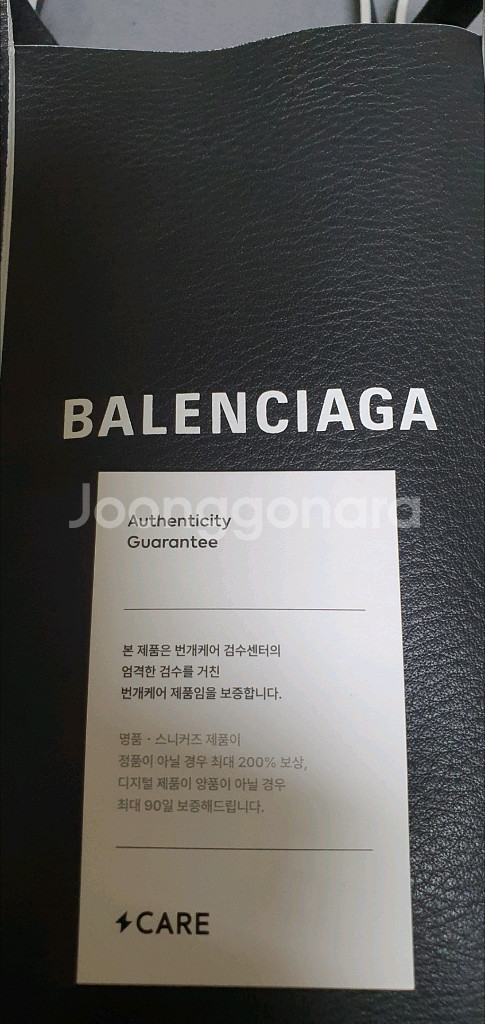 BALENCIAGA
Joonggonara
Authenticity
Guarantee
본 제품은 번개케어 검수센터의
엄격한 검수를 거친
번개케어 제품임을 보증합니다.
명품・스니커즈 제품이
정품이 아닐 경우 최대 200% 보상,
디지털 제품이 양품이 아닐 경우
최대 90일 보증해드립니다.
CARE